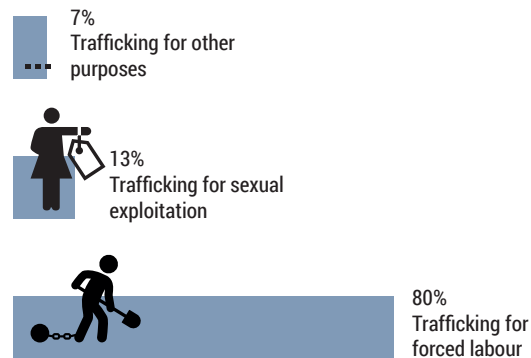 7%
Trafficking for other
purposes
13%
Trafficking for sexual
exploitation
80%
Trafficking for
forced labour